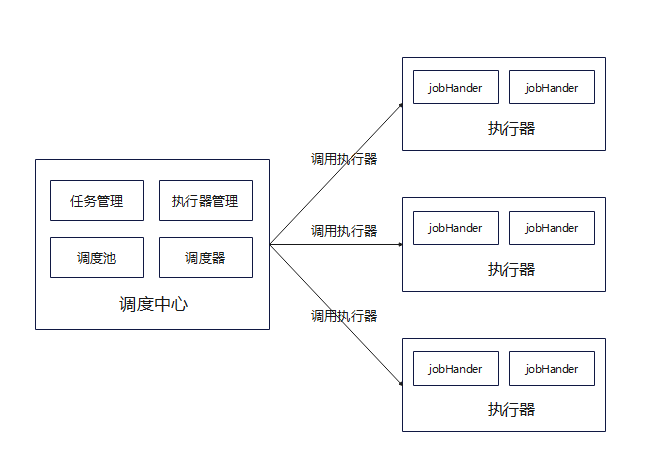 jobHander jobHander
执行器
调用执行器
任务管理 执行器管理
jobHander jobHander
调用执行器
调度池 调度器
执行器
调度中心
调用执行器
jobHander jobHander
执行器